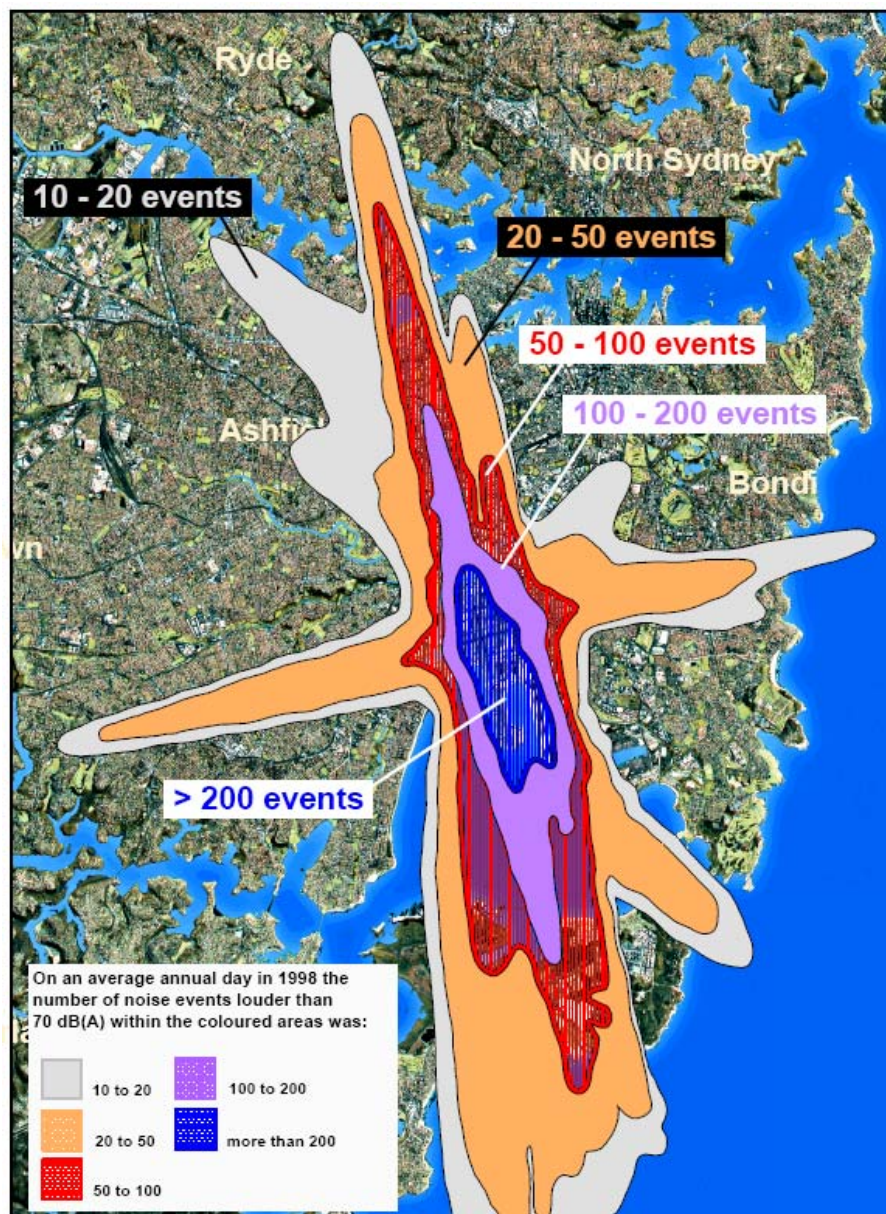 Ryde
North Sydney
10 - 20 events
20 - 50 events
50 - 100 events
100 - 200 events
Bondi
> 200 events
On an average annual day in 1998 the
number of noise events louder than
70 dB(A) within the coloured areas was:
10 to 20
100 to 200
20 to 50
more than 200
50 to 100